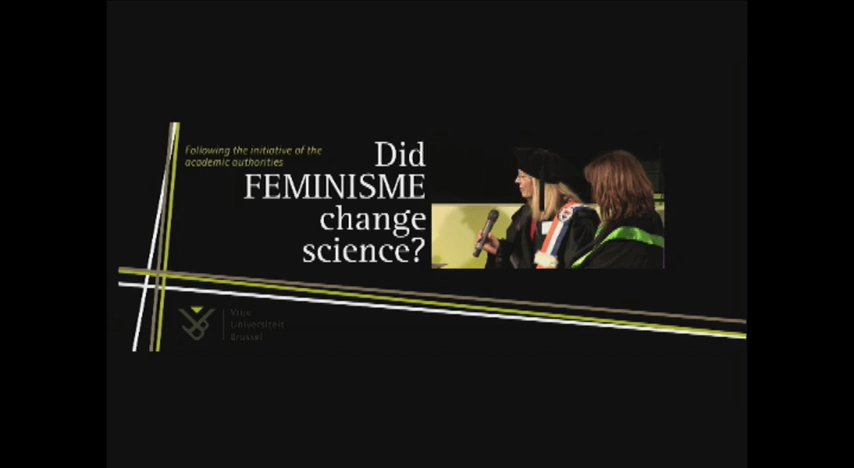 Following the initiative of the
academic authorities
Did
FEMINISME
change
science?
Vrije
Universiteit
Brussel